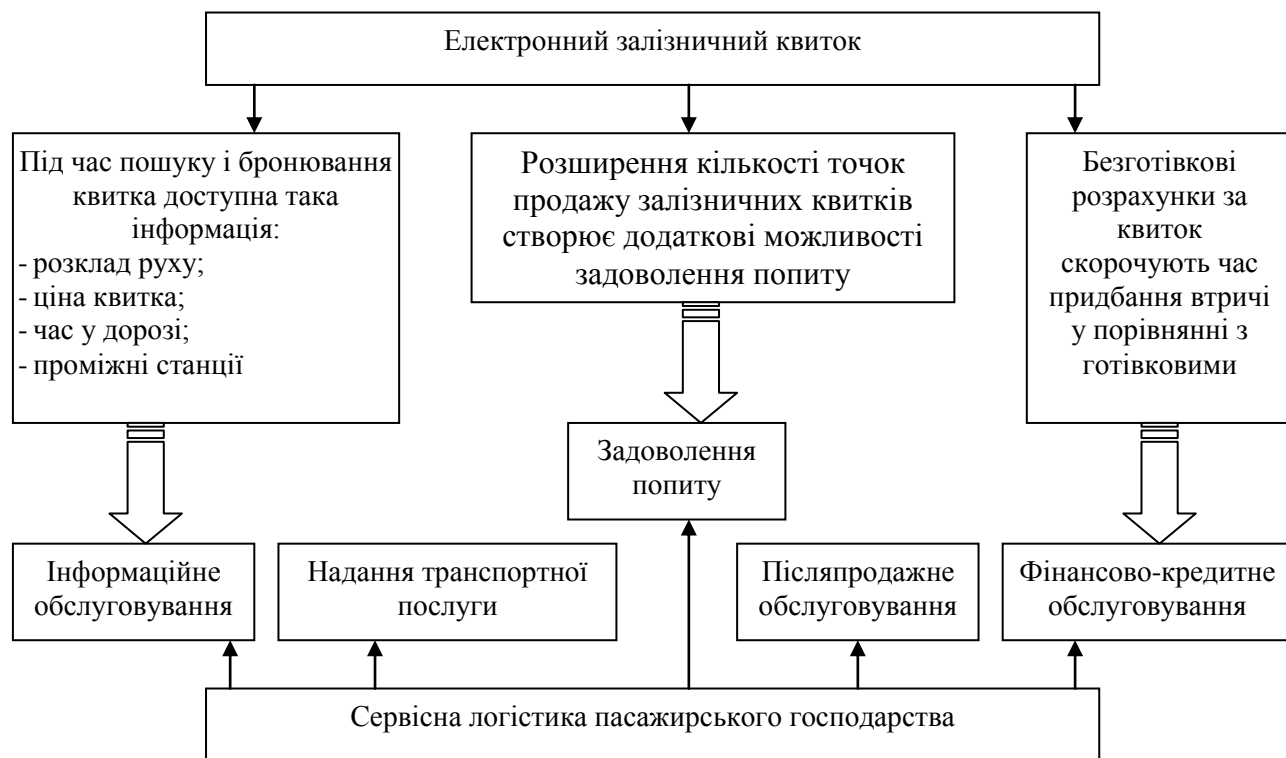 Електронний залізничний квиток
Під час пошуку і бронювання
квитка доступна така
інформація:
- розклад руху;
- ціна квитка;
- час у дорозі;
- проміжні станції
Розширення кількості точок
продажу залізничних квитків
створює додаткові можливості
задоволення попиту
Безготівкові
розрахунки за
квиток
скорочують час
придбання втричі
у порівнянні з
готівковими
Задоволення
попиту
Інформаційне
обслуговування
Надання транспортної
послуги
Післяпродажне
обслуговування
Фінансово-кредитне
обслуговування
Сервісна логістика пасажирського господарства